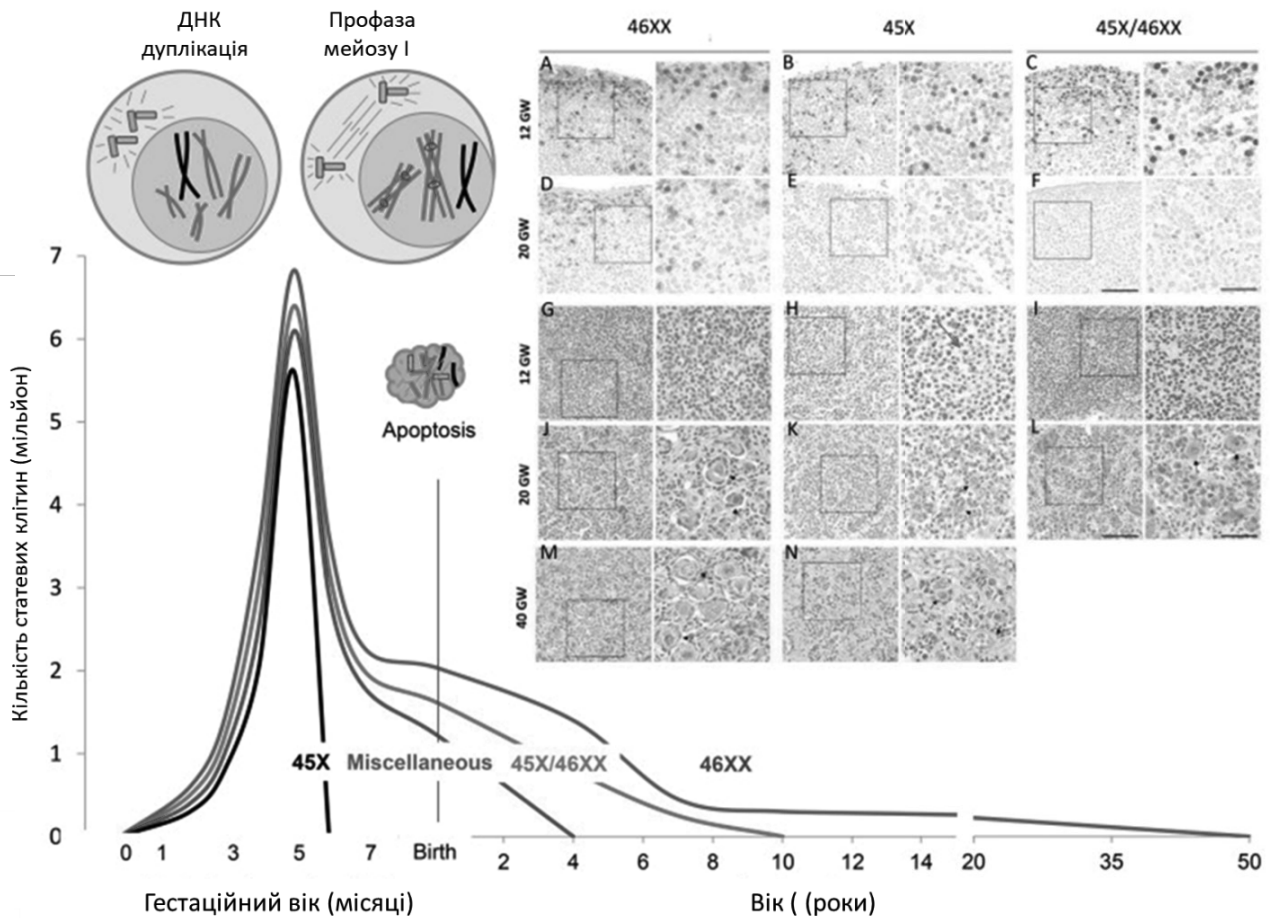 ДНК
дуплікація
Профаза
мейозу I
46XX
45X
45X/46XX
12 GW
A
B
C
20 GW
D
E
F
12 GW
G
H
I
20 GW
J
K
L
40 GW
M
N
Кількість статевих клітин (мільйон)
7
6
5
4
3
2
1
0
Apoptosis
45X
Miscellaneous
45X/46XX
46XX
0 1 3 5 7 Birth 2 4 6 8 10 12 14 20 35 50
Гестаційний вік (місяці)
Вік ( (роки)